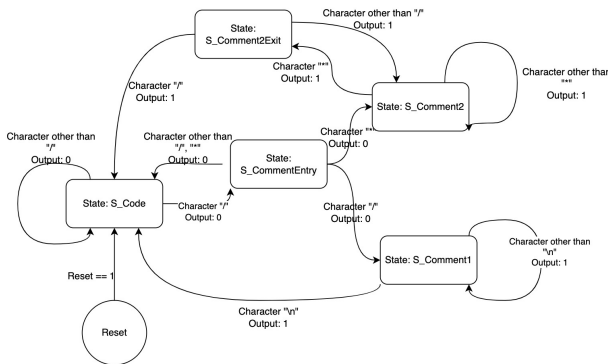 State:
S_Comment2Exit
Character other than "/"
Output: 1
Character "*"
Output: 1
Character other than
"*"
Output: 1
State: S_Comment2
Character "/"
Output: 1
Character other than
"/"
Output: 0
Character other than
"/", "*"
Output: 0
State:
S_CommentEntry
Character "*"
Output: 0
State: S_Code
Character "/"
Output: 0
Character "/"
Output: 0
State: S_Comment1
Character other than
"\n"
Output: 1
Reset == 1
Character "\n"
Output: 1
Reset